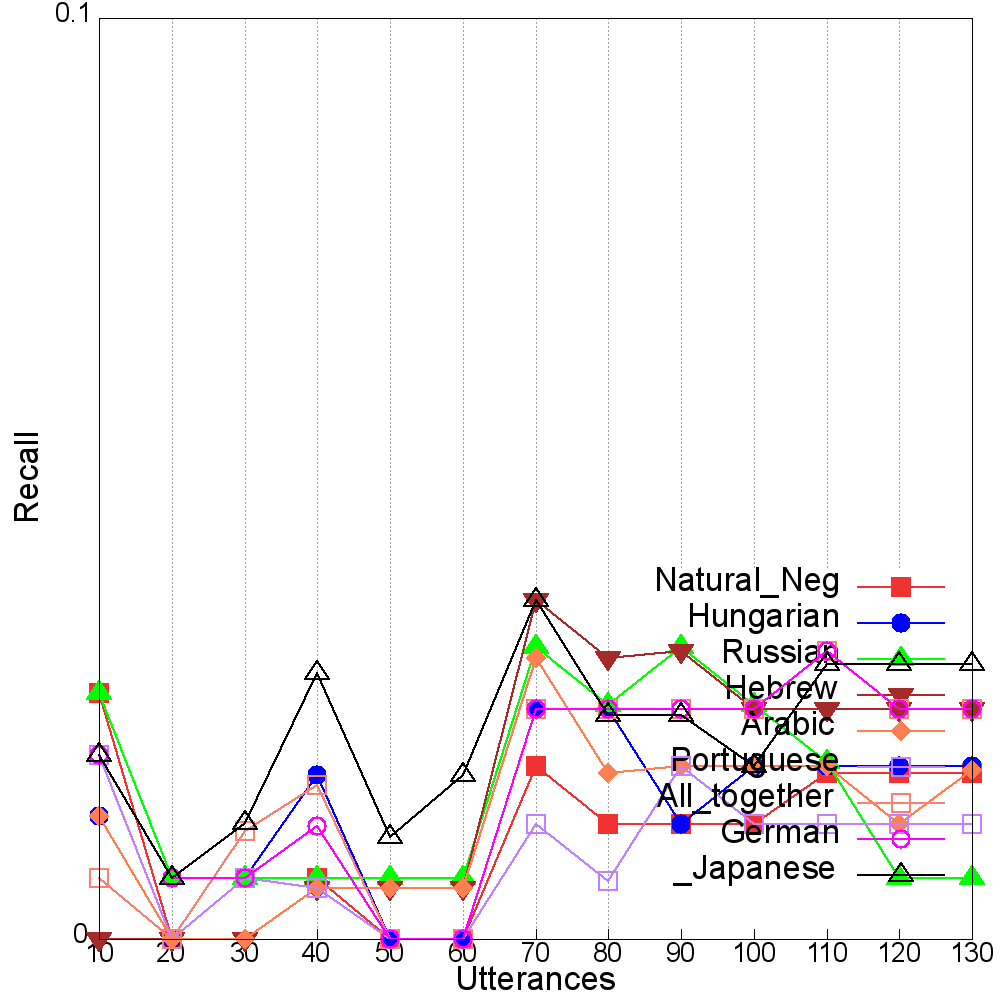 0.1
Recall
Natural_Neg
Hungarian
Russian
Hebrew
Arabic
Portuguese
All_together
German
_Japanese
0
10 20 30 40 50 60 70 80 90 100 110 120 130
Utterances